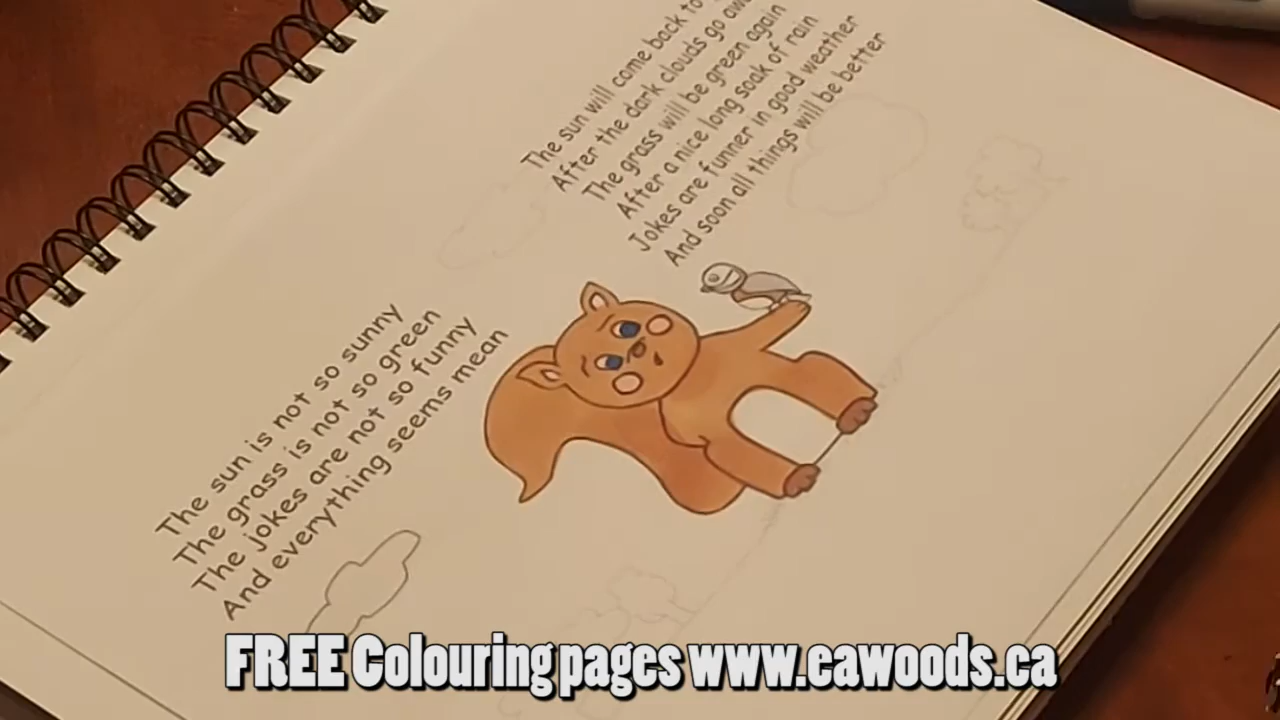 The sun is not so sunny
The grass is not so green
The jokes are not so funny
And everything seems mean
The sun will come back to
After the dark clouds go
The grass will be green again
After a nice long soak of rain
Jokes are funner in good weather
And soon all things will be better
FREE Colouring pages www.eawoods.ca